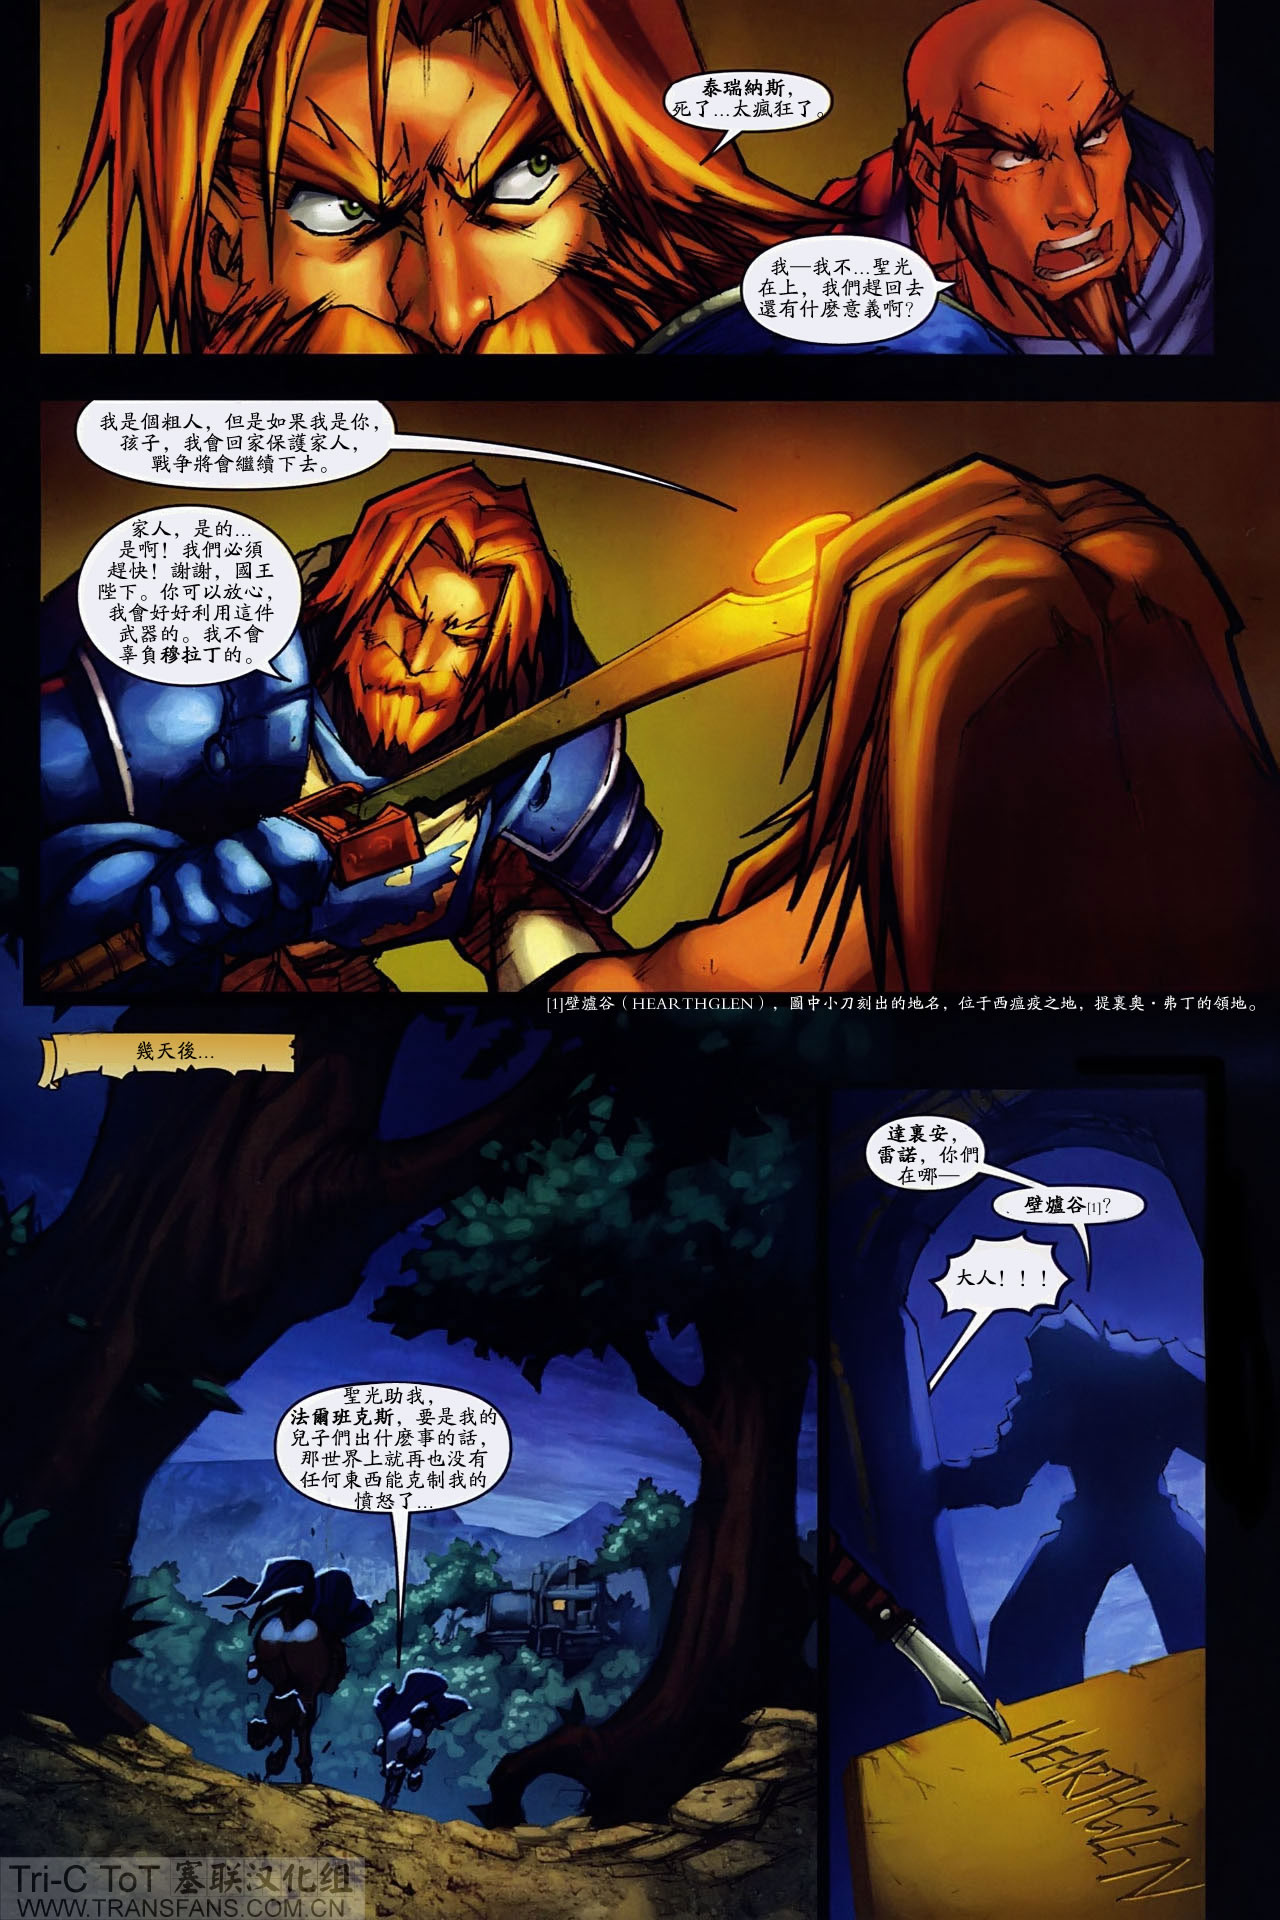 泰瑞納斯，
死了...太瘋狂了。
我—我不...聖光
在上，我們趕回去
還有什麼意義啊？
我是個粗人，但是如果我是你，
孩子，我會回家保護家人，
戰争將會繼續下去。
家人，是的...
是啊！我們必須
趕快！謝謝，國王
陛下。你可以放心，
我會好好利用這件
武器的。我不會
辜負穆拉丁的。
[1]壁爐谷（HEARTHGLEN），圖中小刀刻出的地名，位于西瘟疫之地，提裏奧·弗丁的領地。
幾天後...
聖光助我，
法爾班克斯，要是我的
兒子們出什麼事的話，
那世界上就再也没有
任何東西能克制我的
憤怒了...
達裏安，
雷諾，你們
在哪—
壁爐谷[1]？
大人！！！
HEARTHGLEN
Tri-C ToT 塞联汉化组
WWW.TRANSFANS.COM.CN